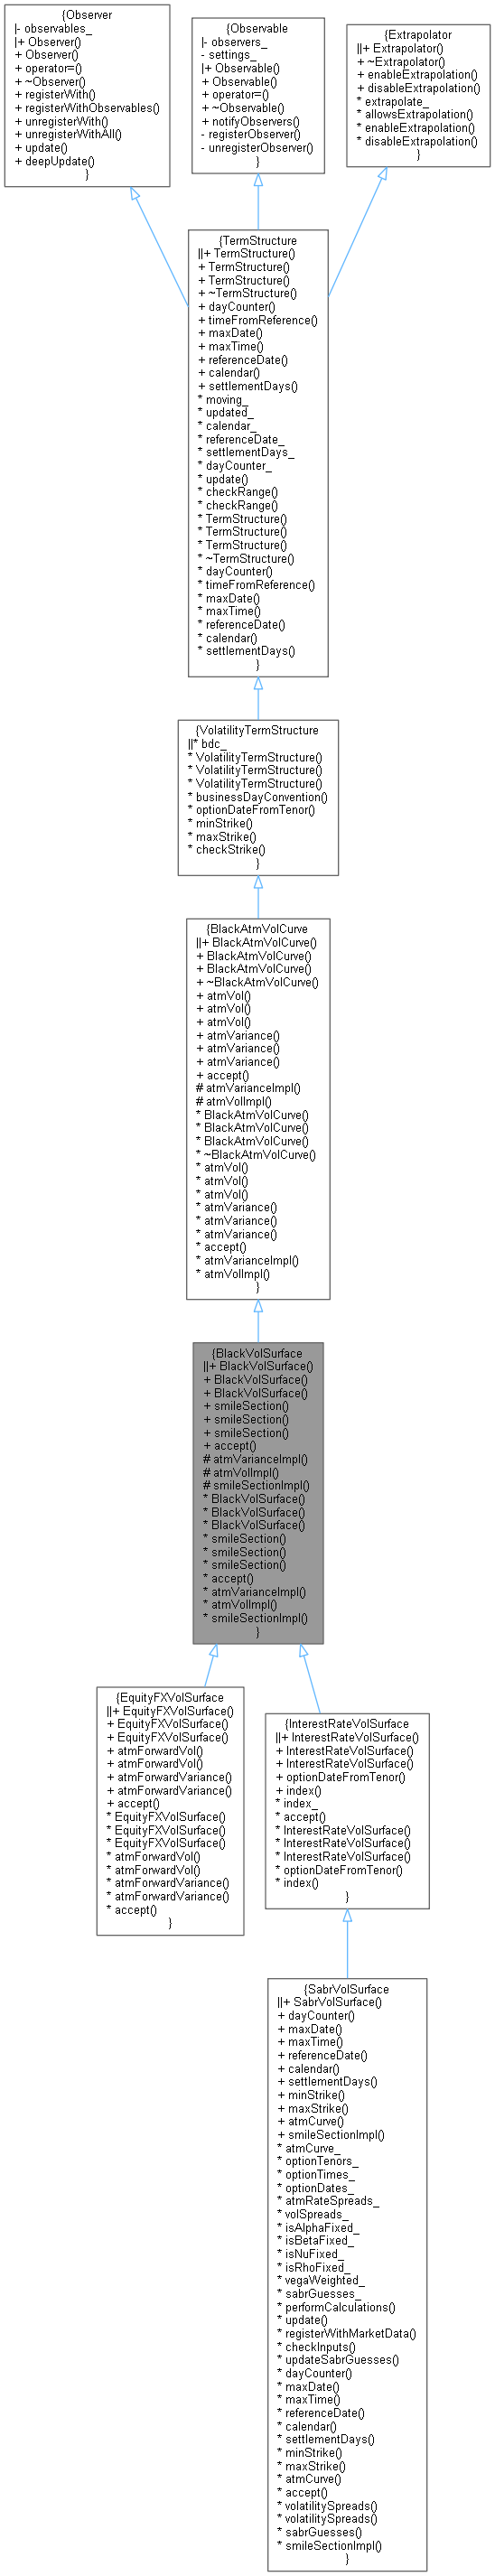 {Observer
|- observables_
|+ Observer()
+ Observer()
+ operator=()
+ ~Observer()
+ registerWith()
+ registerWithObservables()
+ unregisterWith()
+ unregisterWithAll()
+ update()
+ deepUpdate()
}
{Observable
|- observers_
- settings_
|+ Observable()
+ Observable()
+ operator=()
+ ~Observable()
+ notifyObservers()
- registerObserver()
- unregisterObserver()
}
{Extrapolator
||+ Extrapolator()
+ ~Extrapolator()
+ enableExtrapolation()
+ disableExtrapolation()
* extrapolate_
* allowsExtrapolation()
* enableExtrapolation()
* disableExtrapolation()
}
{TermStructure
||+ TermStructure()
+ TermStructure()
+ TermStructure()
+ ~TermStructure()
+ dayCounter()
+ timeFromReference()
+ maxDate()
+ maxTime()
+ referenceDate()
+ calendar()
+ settlementDays()
* moving_
* updated_
* calendar_
* referenceDate_
* settlementDays_
* dayCounter_
* update()
* checkRange()
* checkRange()
* TermStructure()
* TermStructure()
* TermStructure()
* ~TermStructure()
* dayCounter()
* timeFromReference()
* maxDate()
* maxTime()
* referenceDate()
* calendar()
* settlementDays()
}
{VolatilityTermStructure
||* bdc_
* VolatilityTermStructure()
* VolatilityTermStructure()
* VolatilityTermStructure()
* businessDayConvention()
* optionDateFromTenor()
* minStrike()
* maxStrike()
* checkStrike()
}
{BlackAtmVolCurve
||+ BlackAtmVolCurve()
+ BlackAtmVolCurve()
+ BlackAtmVolCurve()
+ ~BlackAtmVolCurve()
+ atmVol()
+ atmVol()
+ atmVol()
+ atmVariance()
+ atmVariance()
+ atmVariance()
+ accept()
# atmVarianceImpl()
# atmVolImpl()
* BlackAtmVolCurve()
* BlackAtmVolCurve()
* BlackAtmVolCurve()
* ~BlackAtmVolCurve()
* atmVol()
* atmVol()
* atmVol()
* atmVariance()
* atmVariance()
* atmVariance()
* accept()
* atmVarianceImpl()
* atmVolImpl()
}
{BlackVolSurface
||+ BlackVolSurface()
+ BlackVolSurface()
+ BlackVolSurface()
+ smileSection()
+ smileSection()
+ smileSection()
+ accept()
# atmVarianceImpl()
# atmVolImpl()
# smileSectionImpl()
* BlackVolSurface()
* BlackVolSurface()
* BlackVolSurface()
* smileSection()
* smileSection()
* smileSection()
* accept()
* atmVarianceImpl()
* atmVolImpl()
* smileSectionImpl()
}
{EquityFXVolSurface
||+ EquityFXVolSurface()
+ EquityFXVolSurface()
+ EquityFXVolSurface()
+ atmForwardVol()
+ atmForwardVol()
+ atmForwardVariance()
+ atmForwardVariance()
+ accept()
* EquityFXVolSurface()
* EquityFXVolSurface()
* EquityFXVolSurface()
* atmForwardVol()
* atmForwardVol()
* atmForwardVariance()
* atmForwardVariance()
* accept()
}
{InterestRateVolSurface
||+ InterestRateVolSurface()
+ InterestRateVolSurface()
+ InterestRateVolSurface()
+ optionDateFromTenor()
+ index()
* index_
* accept()
* InterestRateVolSurface()
* InterestRateVolSurface()
* InterestRateVolSurface()
* optionDateFromTenor()
* index()
}
{SabrVolSurface
||+ SabrVolSurface()
+ dayCounter()
+ maxDate()
+ maxTime()
+ referenceDate()
+ calendar()
+ settlementDays()
+ minStrike()
+ maxStrike()
+ atmCurve()
+ smileSectionImpl()
* atmCurve_
* optionTenors_
* optionTimes_
* optionDates_
* atmRateSpreads_
* volSpreads_
* isAlphaFixed_
* isBetaFixed_
* isNuFixed_
* isRhoFixed_
* vegaWeighted_
* sabrGuesses_
* performCalculations()
* update()
* registerWithMarketData()
* checkInputs()
* updateSabrGuesses()
* dayCounter()
* maxDate()
* maxTime()
* referenceDate()
* calendar()
* settlementDays()
* minStrike()
* maxStrike()
* atmCurve()
* accept()
* volatilitySpreads()
* volatilitySpreads()
* sabrGuesses()
* smileSectionImpl()
}